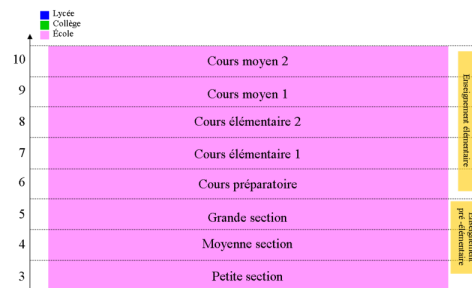 Lycée
Collège
École
10
Cours moyen 2
9
Cours moyen 1
8
Cours élémentaire 2
7
Cours élémentaire 1
6
Cours préparatoire
5
Grande section
4
Moyenne section
3
Petite section
Enseignement élémentaire
Enseignement
pré-élémentaire